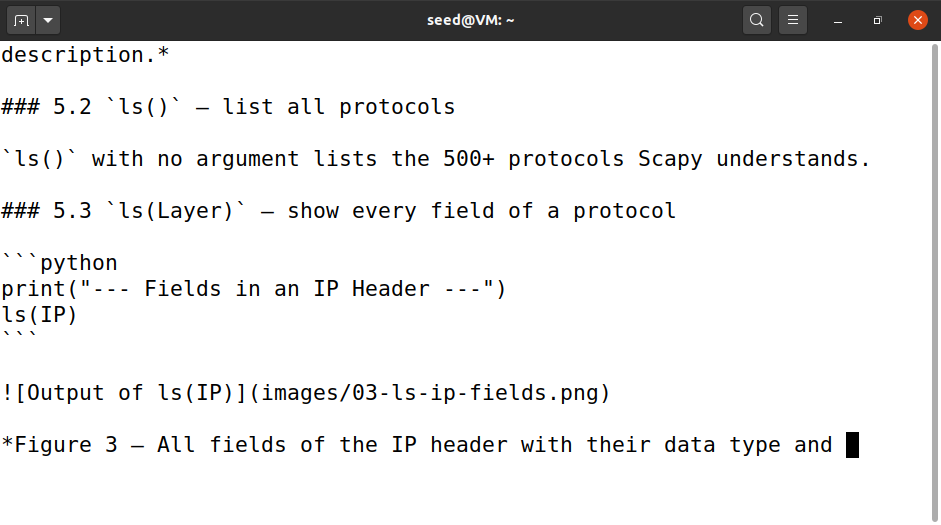 seed@VM: ~
description.*
### 5.2 `ls()` — list all protocols
`ls()` with no argument lists the 500+ protocols Scapy understands.
### 5.3 `ls(Layer)` — show every field of a protocol
```python
print("--- Fields in an IP Header ---")
ls(IP)
```
![Output of ls(IP)](images/03-ls-ip-fields.png)
*Figure 3 — All fields of the IP header with their data type and